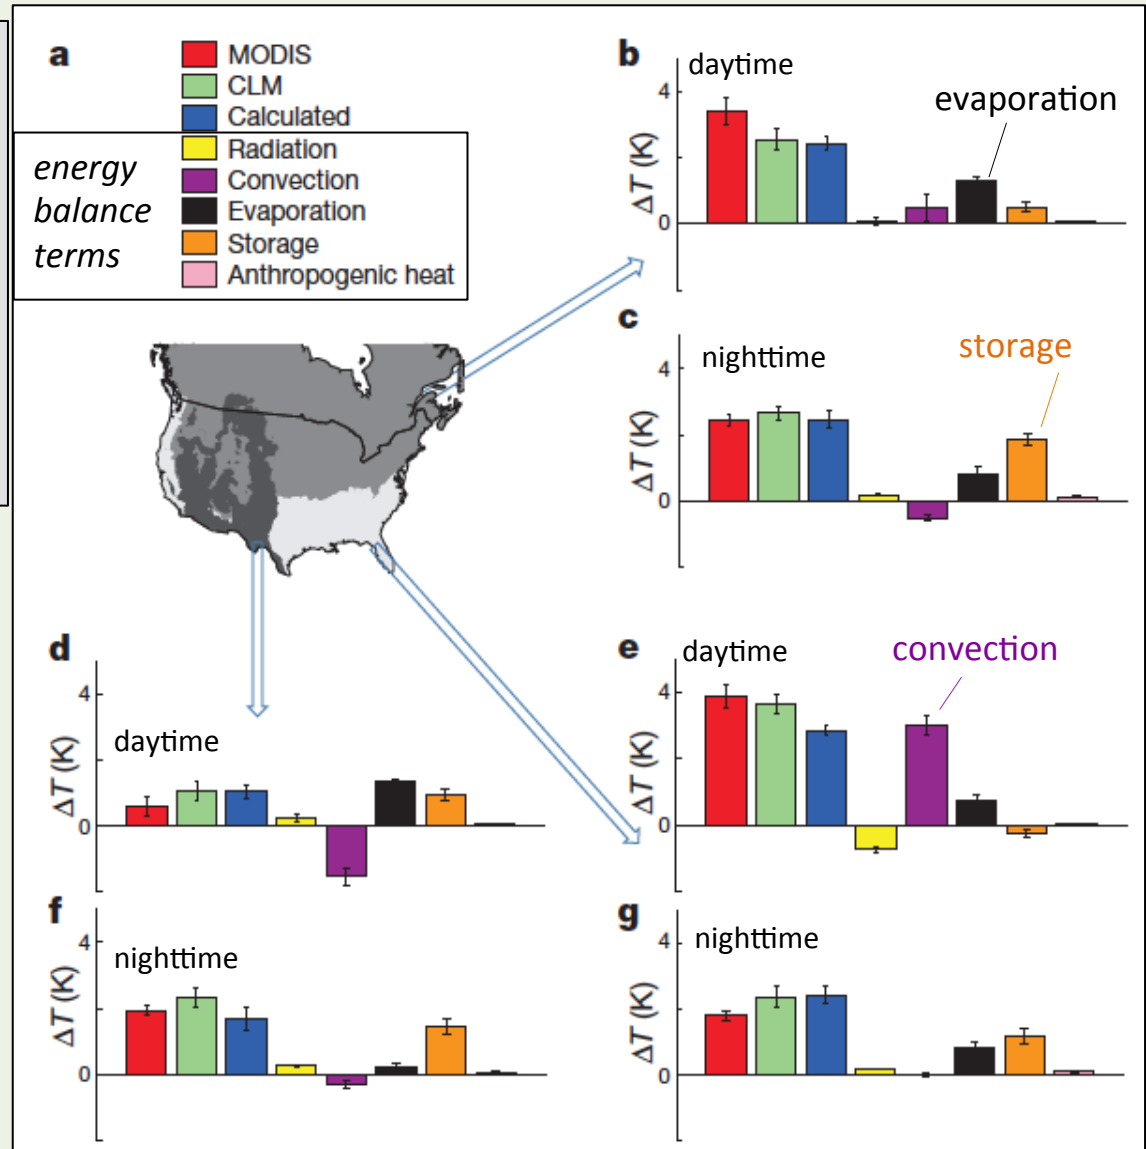 a
MODIS
CLM
Calculated
Radiation
Convection
Evaporation
Storage
Anthropogenic heat
energy
balance
terms
b
daytime
evaporation
4
0
ΔT (K)
c
nighttime
storage
4
0
ΔT (K)
d
daytime
4
0
ΔT (K)
e
daytime
convection
4
0
ΔT (K)
f
nighttime
4
0
ΔT (K)
g
nighttime
4
0
ΔT (K)